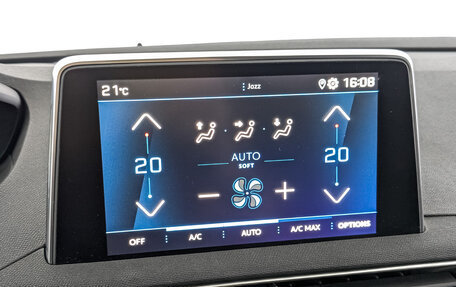 21°C Jazz 16:08
20 20
AUTO
SOFT
OFF A/C AUTO A/C MAX OPTIONS